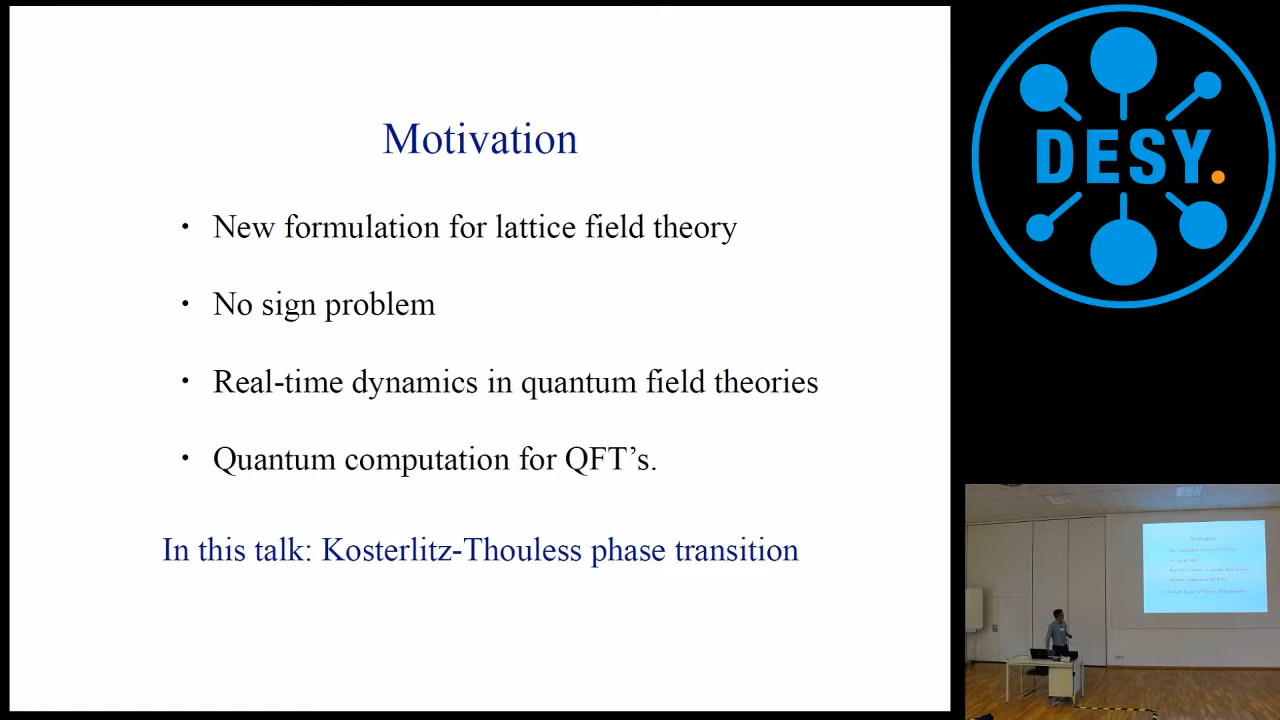 Motivation
• New formulation for lattice field theory
• No sign problem
• Real-time dynamics in quantum field theories
• Quantum computation for QFT’s.
In this talk: Kosterlitz-Thouless phase transition
DESY.
Motivation